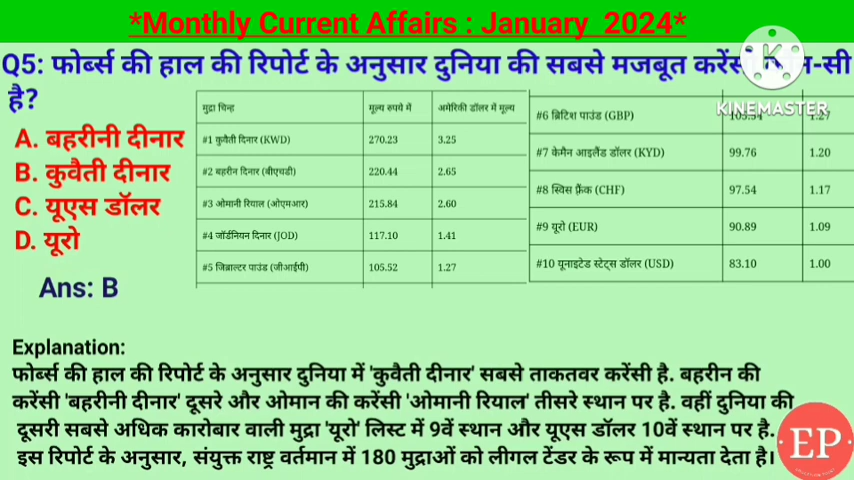 *Monthly Current Affairs : January 2024*
Q5: फोर्ब्स की हाल की रिपोर्ट के अनुसार दुनिया की सबसे मजबूत करेंसी -सी
है?
KINEMASTER
A. बहरीनी दीनार
B. कुवैती दीनार
C. यूएस डॉलर
D. यूरो
Ans: B
मुद्रा चिन्ह मूल्य रुपये में अमेरिकी डॉलर में मूल्य
#1 कुवैती दिनार (KWD) 270.23 3.25
#2 बहरीन दिनार (बीएचडी) 220.44 2.65
#3 ओमानी रियाल (ओएमआर) 215.84 2.60
#4 जॉर्डनियन दिनार (JOD) 117.10 1.41
#5 जिब्राल्टर पाउंड (जीआईपी) 105.52 1.27
#6 ब्रिटिश पाउंड (GBP) 105.54 1.27
#7 केमैन आइलैंड डॉलर (KYD) 99.76 1.20
#8 स्विस फ़्रैंक (CHF) 97.54 1.17
#9 यूरो (EUR) 90.89 1.09
#10 यूनाइटेड स्टेट्स डॉलर (USD) 83.10 1.00
Explanation:
फोर्ब्स की हाल की रिपोर्ट के अनुसार दुनिया में 'कुवैती दीनार' सबसे ताकतवर करेंसी है. बहरीन की
करेंसी 'बहरीनी दीनार' दूसरे और ओमान की करेंसी 'ओमानी रियाल' तीसरे स्थान पर है. वहीं दुनिया की
दूसरी सबसे अधिक कारोबार वाली मुद्रा 'यूरो' लिस्ट में 9वें स्थान और यूएस डॉलर 10वें स्थान पर है.
इस रिपोर्ट के अनुसार, संयुक्त राष्ट्र वर्तमान में 180 मुद्राओं को लीगल टेंडर के रूप में मान्यता देता है।
EP